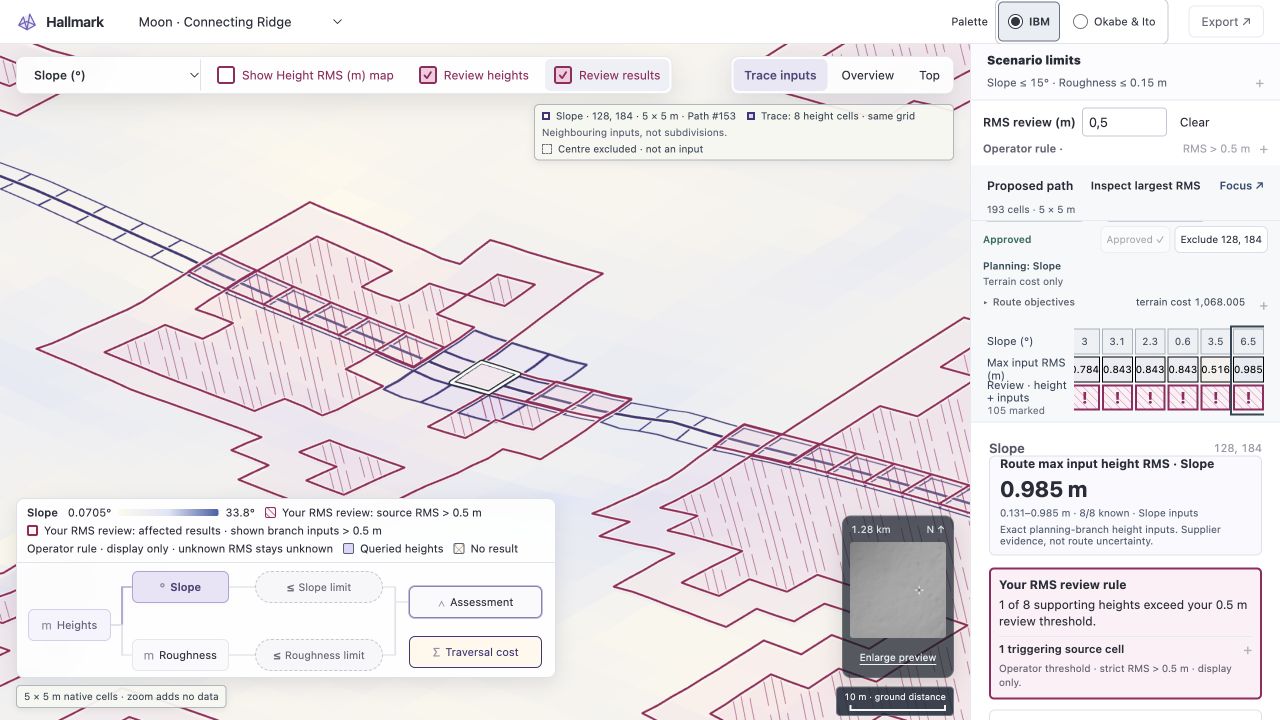 Hallmark
Moon · Connecting Ridge
Palette
IBM
Okabe & Ito
Export ↗
Slope (°)
Show Height RMS (m) map
Review heights
Review results
Trace inputs
Overview
Top
Slope · 128, 184 · 5 × 5 m · Path #153
Trace: 8 height cells · same grid
Neighbouring inputs, not subdivisions.
Centre excluded · not an input
Scenario limits
Slope ≤ 15° · Roughness ≤ 0.15 m
+
RMS review (m)
0,5
Clear
Operator rule ·
RMS > 0.5 m +
Proposed path
Inspect largest RMS
Focus ↗
193 cells · 5 × 5 m
Approved
Approved ✓
Exclude 128, 184
Planning: Slope
Terrain cost only
▸ Route objectives
terrain cost 1,068.005
+
Slope (°)
3 3.1 2.3 0.6 3.5 6.5
Max input RMS (m)
0.784 0.843 0.843 0.843 0.516 0.985
Review · height + inputs
! ! ! ! ! !
105 marked
Slope
128, 184
Route max input height RMS · Slope
0.985 m
0.131–0.985 m · 8/8 known · Slope inputs
Exact planning-branch height inputs. Supplier
evidence, not route uncertainty.
Your RMS review rule
1 of 8 supporting heights exceed your 0.5 m
review threshold.
1 triggering source cell
+
Operator threshold · strict RMS > 0.5 m · display
only.
Slope 0.0705° 33.8°
Your RMS review: source RMS > 0.5 m
Your RMS review: affected results · shown branch inputs > 0.5 m
Operator rule · display only · unknown RMS stays unknown
Queried heights
No result
m Heights
° Slope
≤ Slope limit
Assessment
m Roughness
≤ Roughness limit
Σ Traversal cost
5 × 5 m native cells · zoom adds no data
1.28 km
N ↑
Enlarge preview
10 m · ground distance